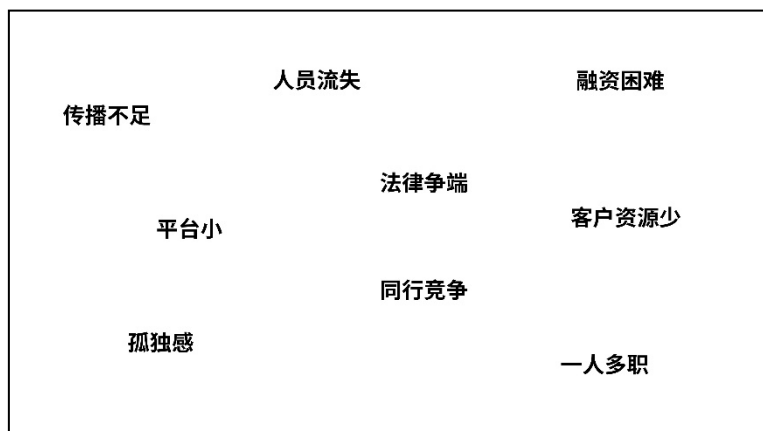 人员流失
融资困难
传播不足
法律争端
客户资源少
平台小
同行竞争
孤独感
一人多职